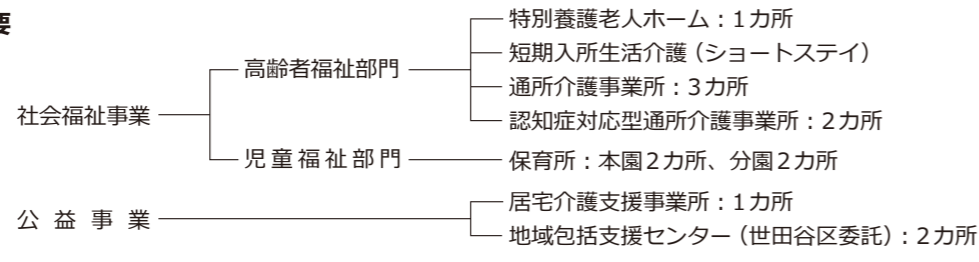 要
社会福祉事業
高齢者福祉部門
特別養護老人ホーム：1カ所
短期入所生活介護（ショートステイ）
通所介護事業所：3カ所
認知症対応型通所介護事業所：2カ所
児童福祉部門
保育所：本園2カ所、分園2カ所
公益事業
居宅介護支援事業所：1カ所
地域包括支援センター（世田谷区委託）：2カ所